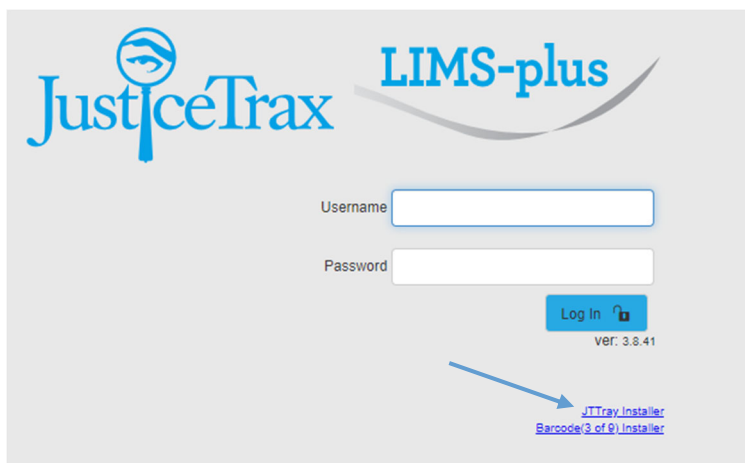 JusticeTrax
LIMS-plus
Username
Password
Log In
ver: 3.8.41
JTTray Installer
Barcode(3 of 9) Installer